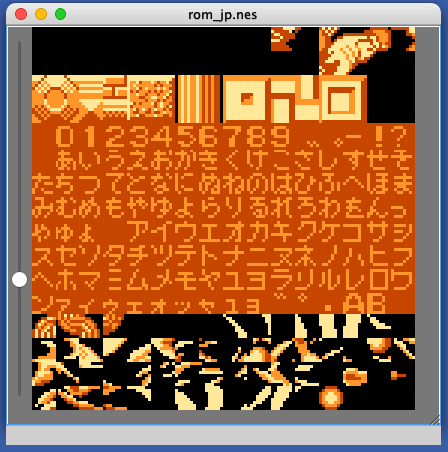 rom_jp.nes
0123456789 。ー!?
あいうえおかきくけこさしすせそ
たちつてとなにぬねのはひふへほま
みむめもやゆよらりるれろわをんっ
ゃゅょ アイウエオカキクケコサシ
スセソタチツテトナニヌネノハヒフ
ヘホマミムメモヤユヨラリルレロワ
ンァィゥェォッャュョ゛゜.AB